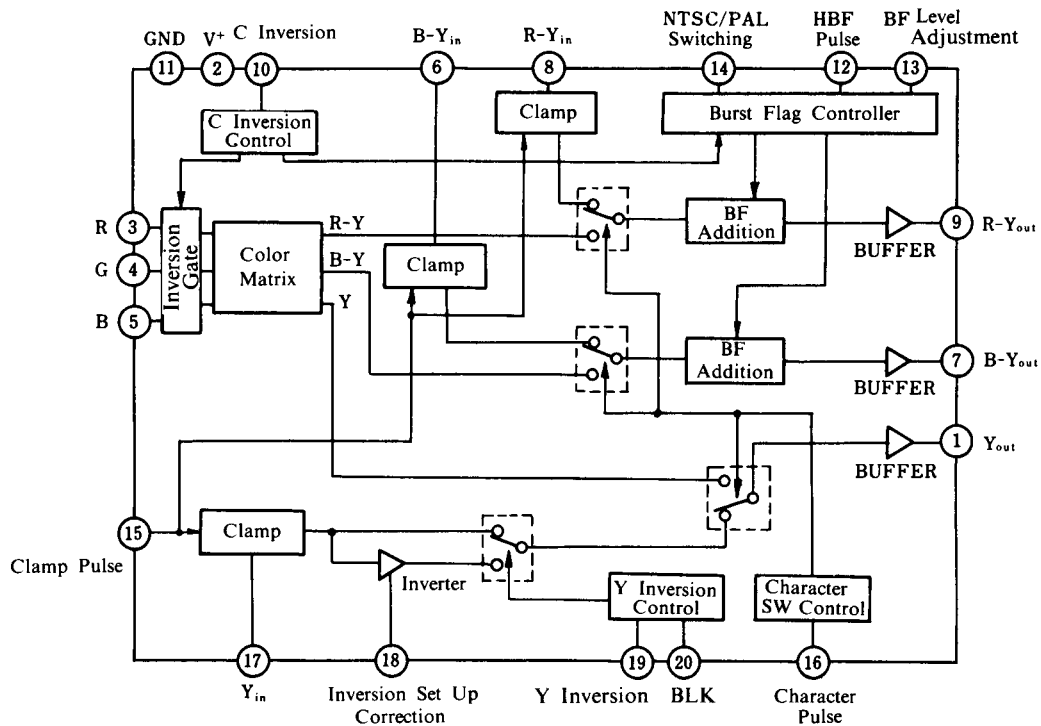 GND
V+
C Inversion
B-Yin
R-Yin
NTSC/PAL
Switching
HBF
Pulse
BF Level
Adjustment
11
2
10
6
8
14
12
13
C Inversion
Control
Clamp
Burst Flag Controller
R
3
G
4
B
5
Inversion
Gate
Color
Matrix
R-Y
B-Y
Y
Clamp
BF
Addition
BUFFER
9
R-Yout
BF
Addition
BUFFER
7
B-Yout
BUFFER
1
Yout
15
Clamp Pulse
Clamp
Inverter
Y Inversion
Control
Character
SW Control
17
18
19
20
16
Yin
Inversion Set Up
Correction
Y Inversion
BLK
Character
Pulse